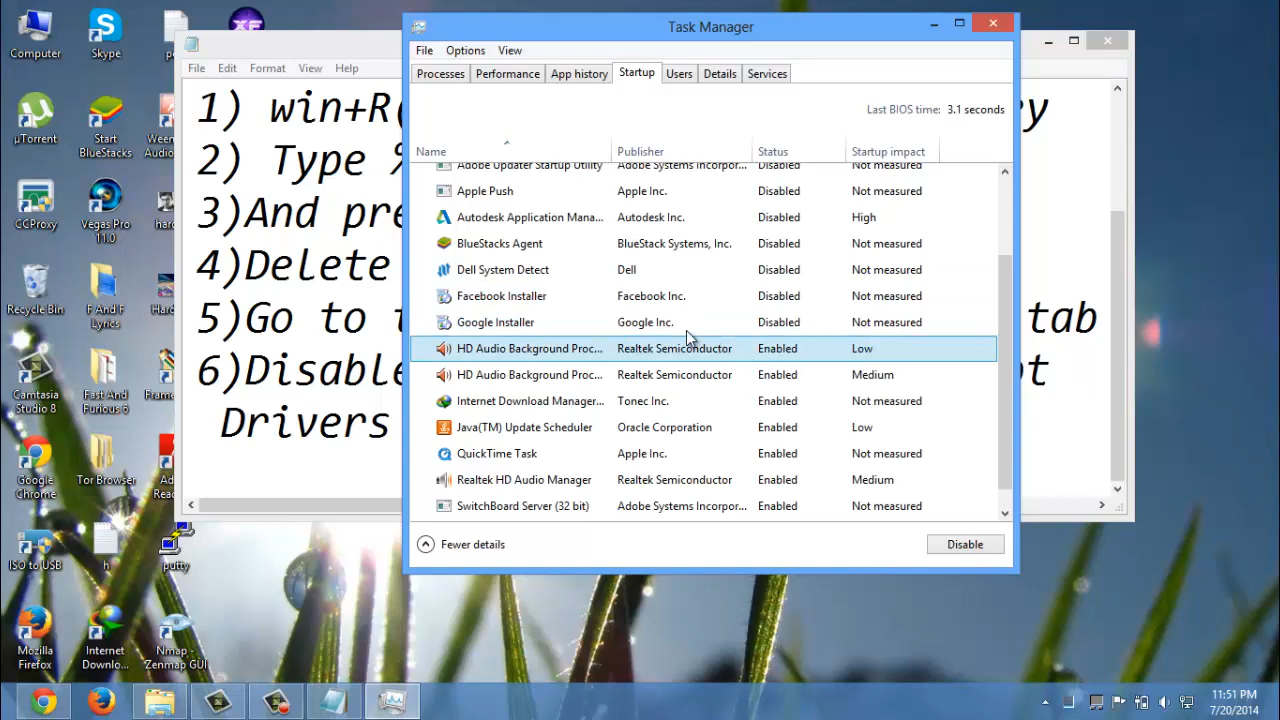 Computer
Skype
µTorrent
Start
BlueStacks
Ween
Audio
CCProxy
Vegas Pro
11.0
Recycle Bin
F And F
Lyrics
Camtasia
Studio 8
Fast And
Furious 6
Google
Chrome
Tor Browser
ISO to USB
h
putty
Mozilla
Firefox
Internet
Downlo...
Nmap -
Zenmap GUI
File Edit Format View Help
1) win+R(
2) Type %
3)And pre
4)Delete
5)Go to t tab
6)Disable
Drivers
Task Manager
File Options View
Processes Performance App history Startup Users Details Services
Last BIOS time: 3.1 seconds
Name Publisher Status Startup impact
Adobe Updater Startup Utility Adobe Systems Incorpor... Disabled Not measured
Apple Push Apple Inc. Disabled Not measured
Autodesk Application Mana... Autodesk Inc. Disabled High
BlueStacks Agent BlueStack Systems, Inc. Disabled Not measured
Dell System Detect Dell Disabled Not measured
Facebook Installer Facebook Inc. Disabled Not measured
Google Installer Google Inc. Disabled Not measured
HD Audio Background Proc... Realtek Semiconductor Enabled Low
HD Audio Background Proc... Realtek Semiconductor Enabled Medium
Internet Download Manager... Tonec Inc. Enabled Not measured
Java(TM) Update Scheduler Oracle Corporation Enabled Low
QuickTime Task Apple Inc. Enabled Not measured
Realtek HD Audio Manager Realtek Semiconductor Enabled Medium
SwitchBoard Server (32 bit) Adobe Systems Incorpor... Enabled Not measured
Fewer details Disable
11:51 PM
7/20/2014